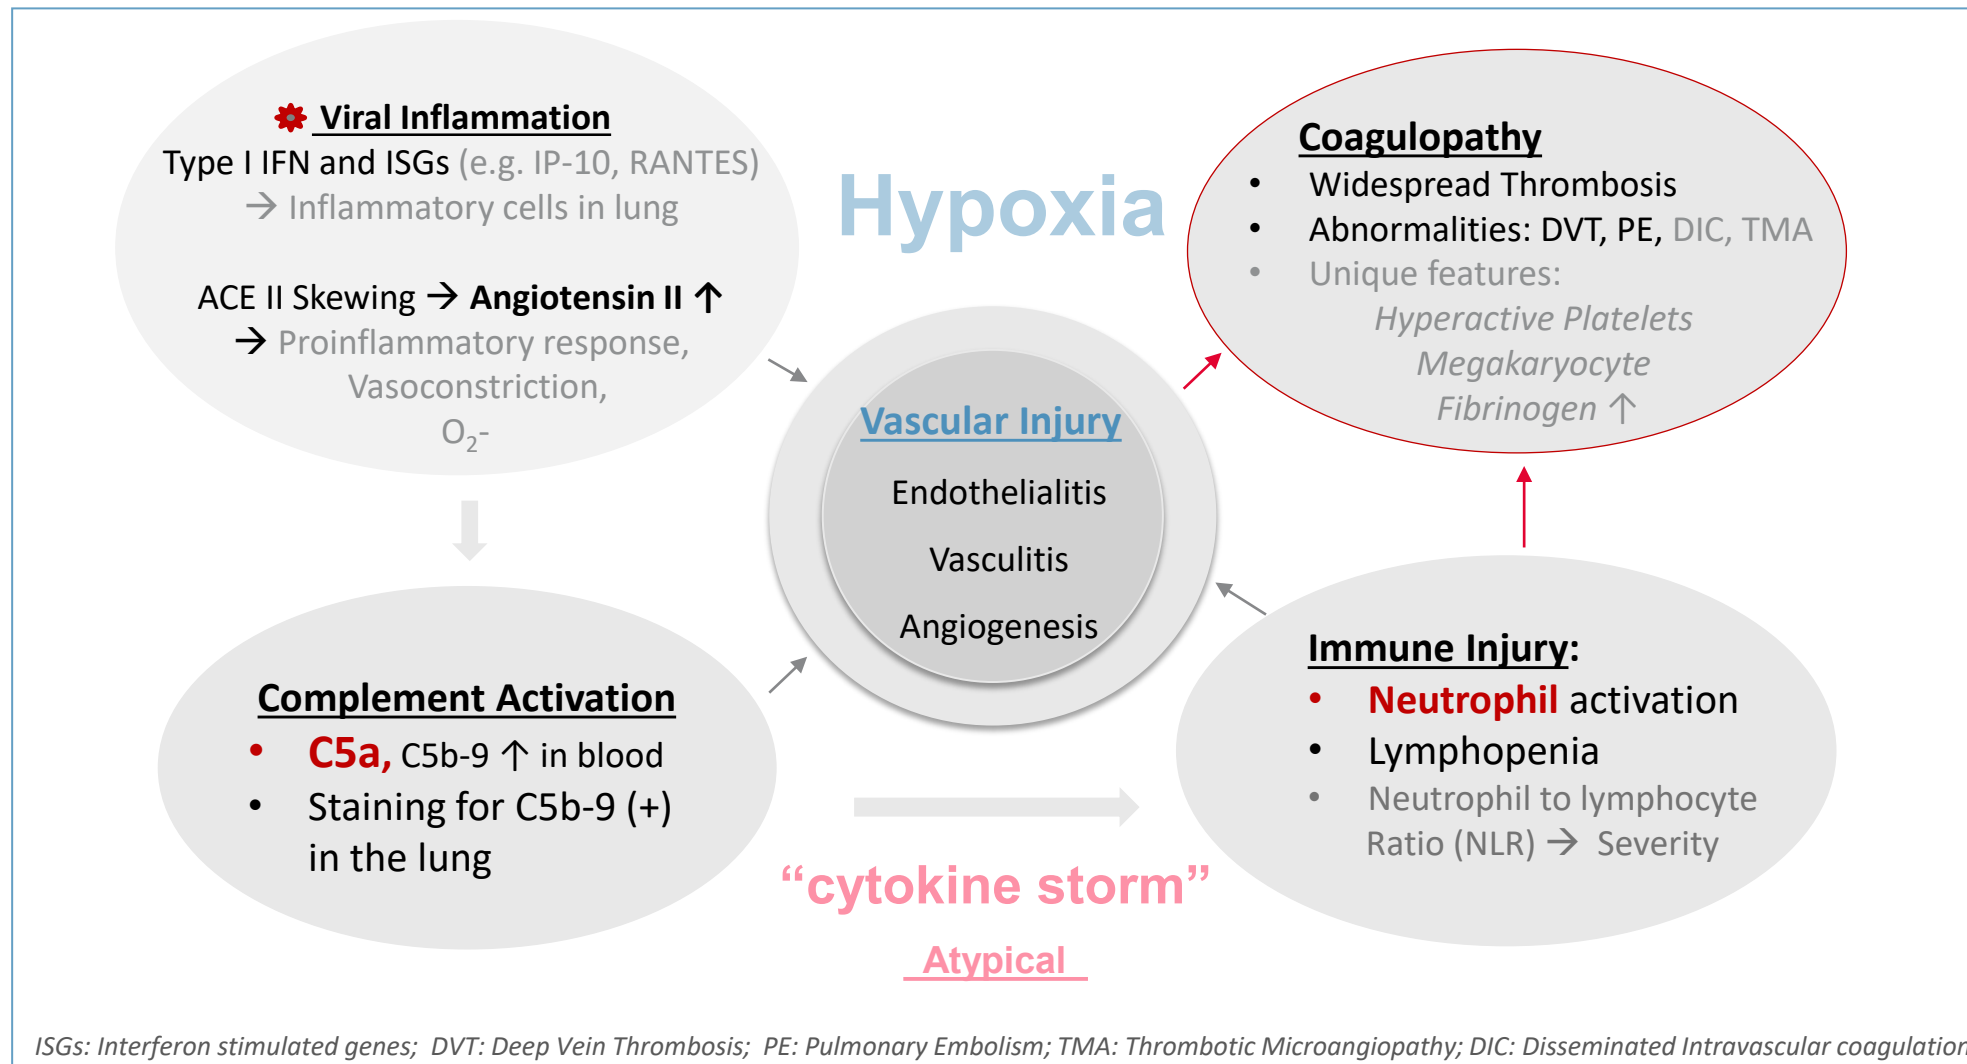 Viral Inflammation
Type I IFN and ISGs (e.g. IP-10, RANTES)
→ Inflammatory cells in lung
ACE II Skewing → Angiotensin II ↑
→ Proinflammatory response,
Vasoconstriction,
O₂-
Hypoxia
Coagulopathy
• Widespread Thrombosis
• Abnormalities: DVT, PE, DIC, TMA
• Unique features:
Hyperactive Platelets
Megakaryocyte
Fibrinogen ↑
Vascular Injury
Endothelialitis
Vasculitis
Angiogenesis
Complement Activation
• C5a, C5b-9 ↑ in blood
• Staining for C5b-9 (+)
in the lung
Immune Injury:
• Neutrophil activation
• Lymphopenia
• Neutrophil to lymphocyte
Ratio (NLR) → Severity
“cytokine storm”
Atypical
ISGs: Interferon stimulated genes; DVT: Deep Vein Thrombosis; PE: Pulmonary Embolism; TMA: Thrombotic Microangiopathy; DIC: Disseminated Intravascular coagulation